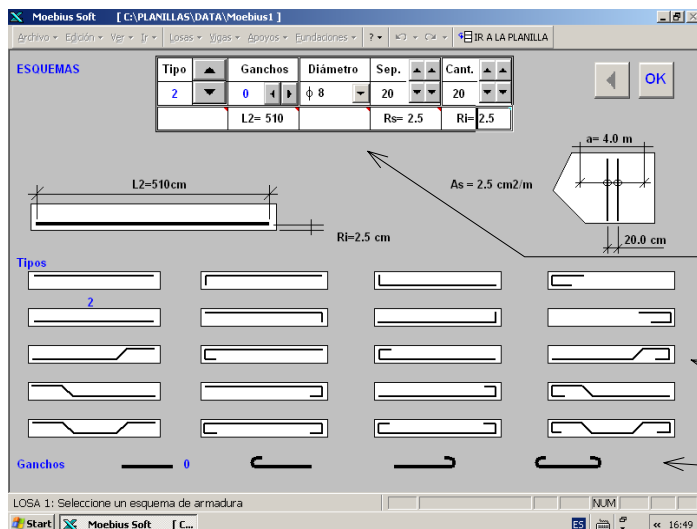 Moebius Soft [ C:\PLANILLAS\DATA\Moebius1 ]
Archivo Edición Ver Ir Losas Vigas Apoyos Fundaciones ? IR A LA PLANILLA
ESQUEMAS
Tipo Ganchos Diámetro Sep. Cant.
2 0 ϕ 8 20 20
L2= 510 Rs= 2.5 Ri= 2.5
OK
a= 4.0 m
L2=510cm
As = 2.5 cm2/m
Ri=2.5 cm
20.0 cm
Tipos
2
Ganchos 0
LOSA 1: Seleccione un esquema de armadura NUM
Start Moebius Soft [ C... ES « 16:49